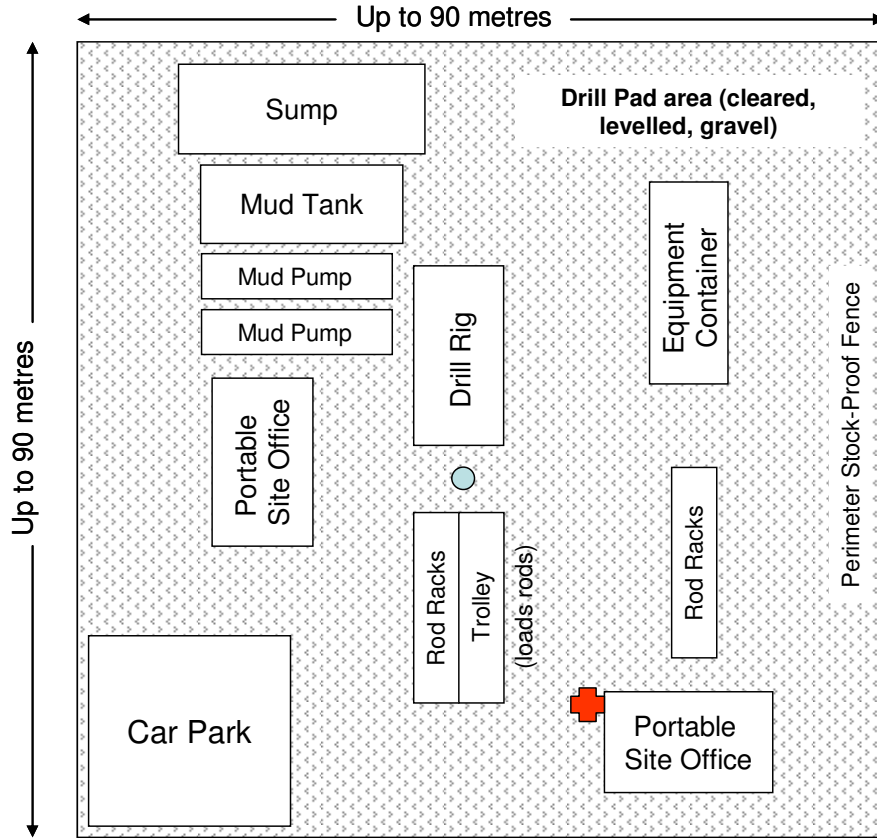 Up to 90 metres
Up to 90 metres
Sump
Drill Pad area (cleared,
levelled, gravel)
Mud Tank
Mud Pump
Mud Pump
Drill Rig
Equipment
Container
Perimeter Stock-Proof Fence
Portable
Site Office
Rod Racks
Trolley
(loads rods)
Rod Racks
Car Park
Portable
Site Office